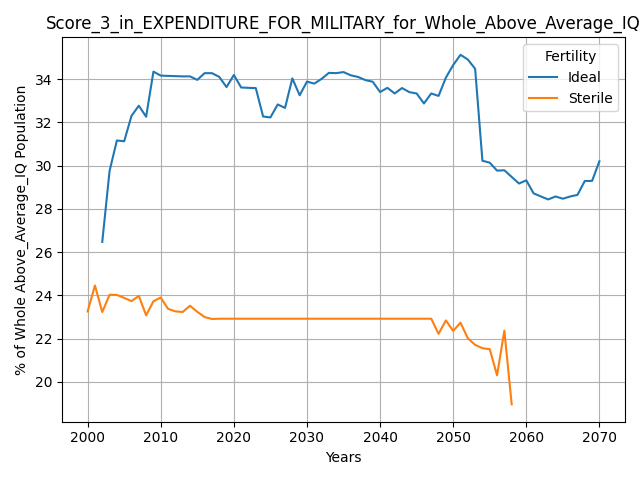 Score_3_in_EXPENDITURE_FOR_MILITARY_for_Whole_Above_Average_IQ
% of Whole Above_Average_IQ Population
34
32
30
28
26
24
22
20
Fertility
Ideal
Sterile
2000 2010 2020 2030 2040 2050 2060 2070
Years